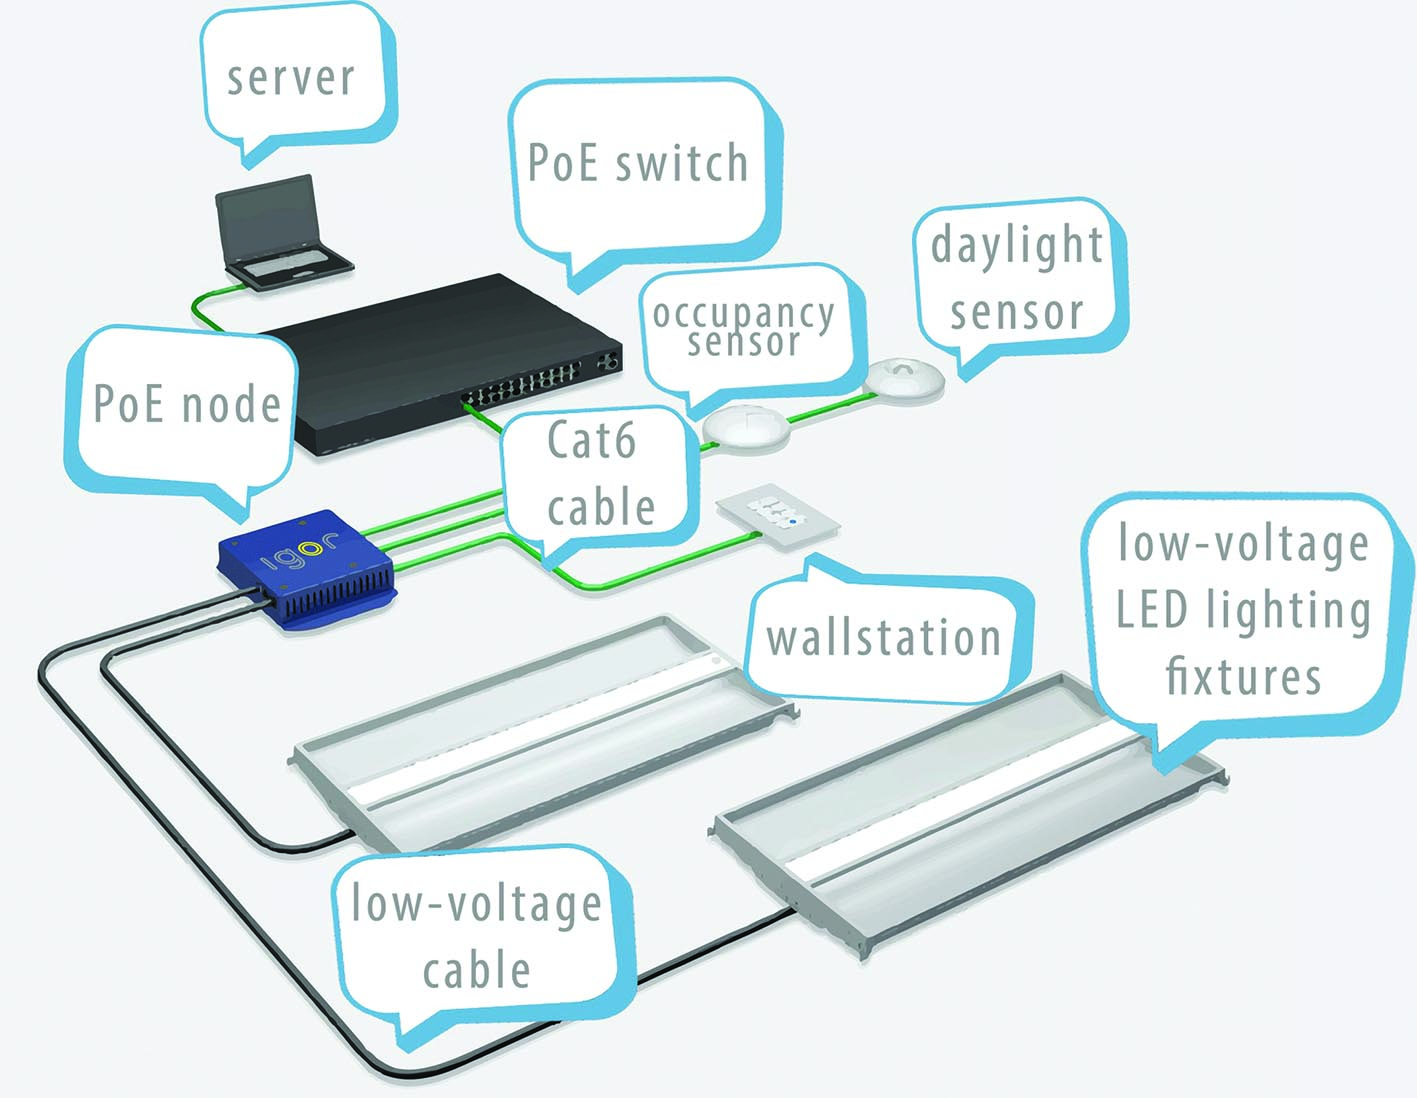 server
PoE switch
daylight
sensor
occupancy
sensor
PoE node
Cat6
cable
igor
low-voltage
LED lighting
fixtures
wallstation
low-voltage
cable